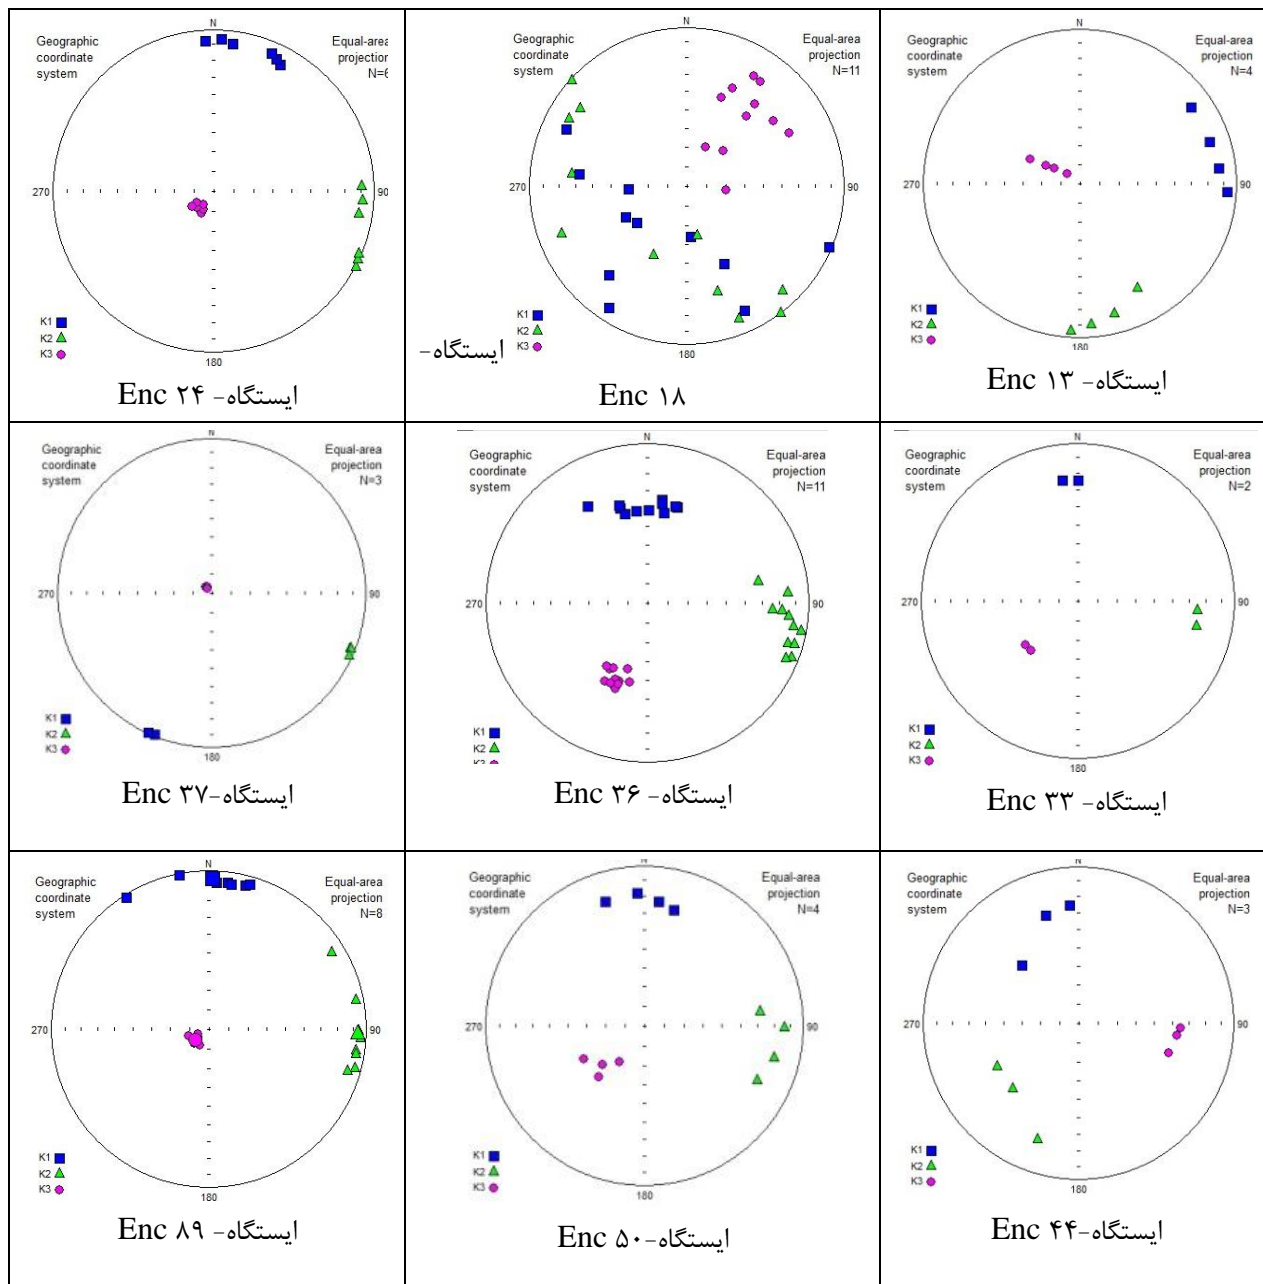 N
Geographic
coordinate
system
Equal-area
projection
N=6
270
90
K1
K2
K3
180
ایستگاه- Enc ۲۴
N
Geographic
coordinate
system
Equal-area
projection
N=11
270
90
K1
K2
K3
180
ایستگاه-
Enc ۱۸
N
Geographic
coordinate
system
Equal-area
projection
N=4
270
90
K1
K2
K3
180
ایستگاه- Enc ۱۳
N
Geographic
coordinate
system
Equal-area
projection
N=3
270
90
K1
K2
K3
180
ایستگاه-Enc ۳۷
N
Geographic
coordinate
system
Equal-area
projection
N=11
270
90
K1
K2
K3
180
ایستگاه- Enc ۳۶
N
Geographic
coordinate
system
Equal-area
projection
N=2
270
90
K1
K2
K3
180
ایستگاه- Enc ۳۳
N
Geographic
coordinate
system
Equal-area
projection
N=8
270
90
K1
K2
K3
180
ایستگاه- Enc ۸۹
N
Geographic
coordinate
system
Equal-area
projection
N=4
270
90
K1
K2
K3
180
ایستگاه-Enc ۵۰
N
Geographic
coordinate
system
Equal-area
projection
N=3
270
90
K1
K2
K3
180
ایستگاه-Enc ۴۴